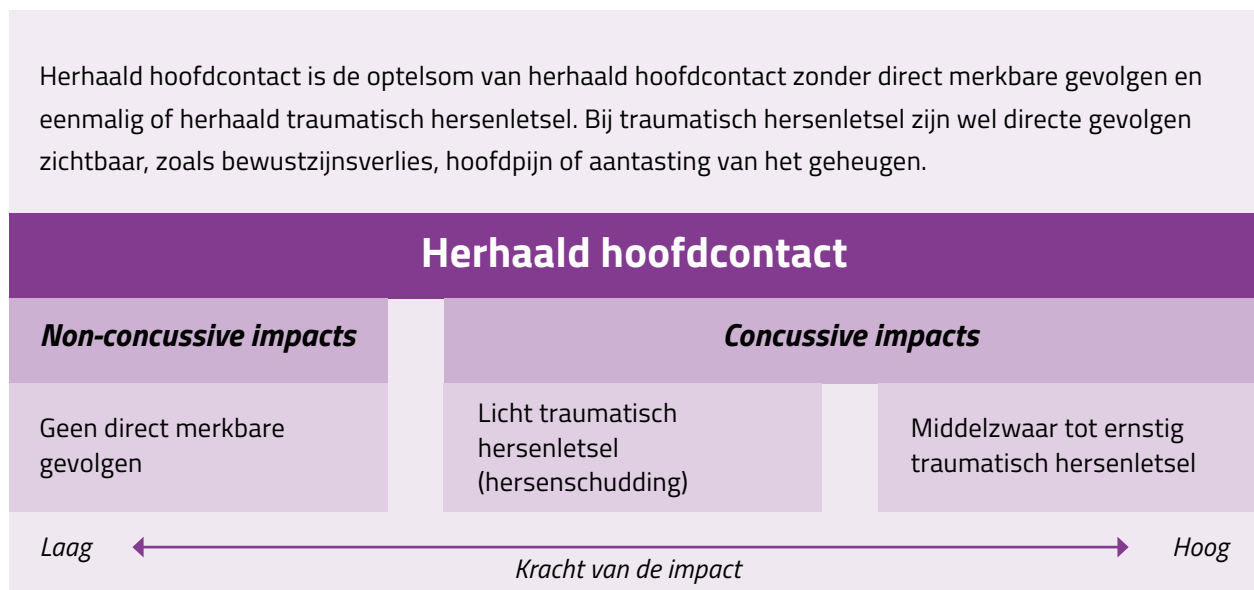 Herhaald hoofdcontact is de optelsom van herhaald hoofdcontact zonder direct merkbare gevolgen en
eenmalig of herhaald traumatisch hersenletsel. Bij traumatisch hersenletsel zijn wel directe gevolgen
zichtbaar, zoals bewustzijnsverlies, hoofdpijn of aantasting van het geheugen.
Herhaald hoofdcontact
Non-concussive impacts
Concussive impacts
Geen direct merkbare
gevolgen
Licht traumatisch
hersenletsel
(hersenschudding)
Middelzwaar tot ernstig
traumatisch hersenletsel
Laag
Kracht van de impact
Hoog